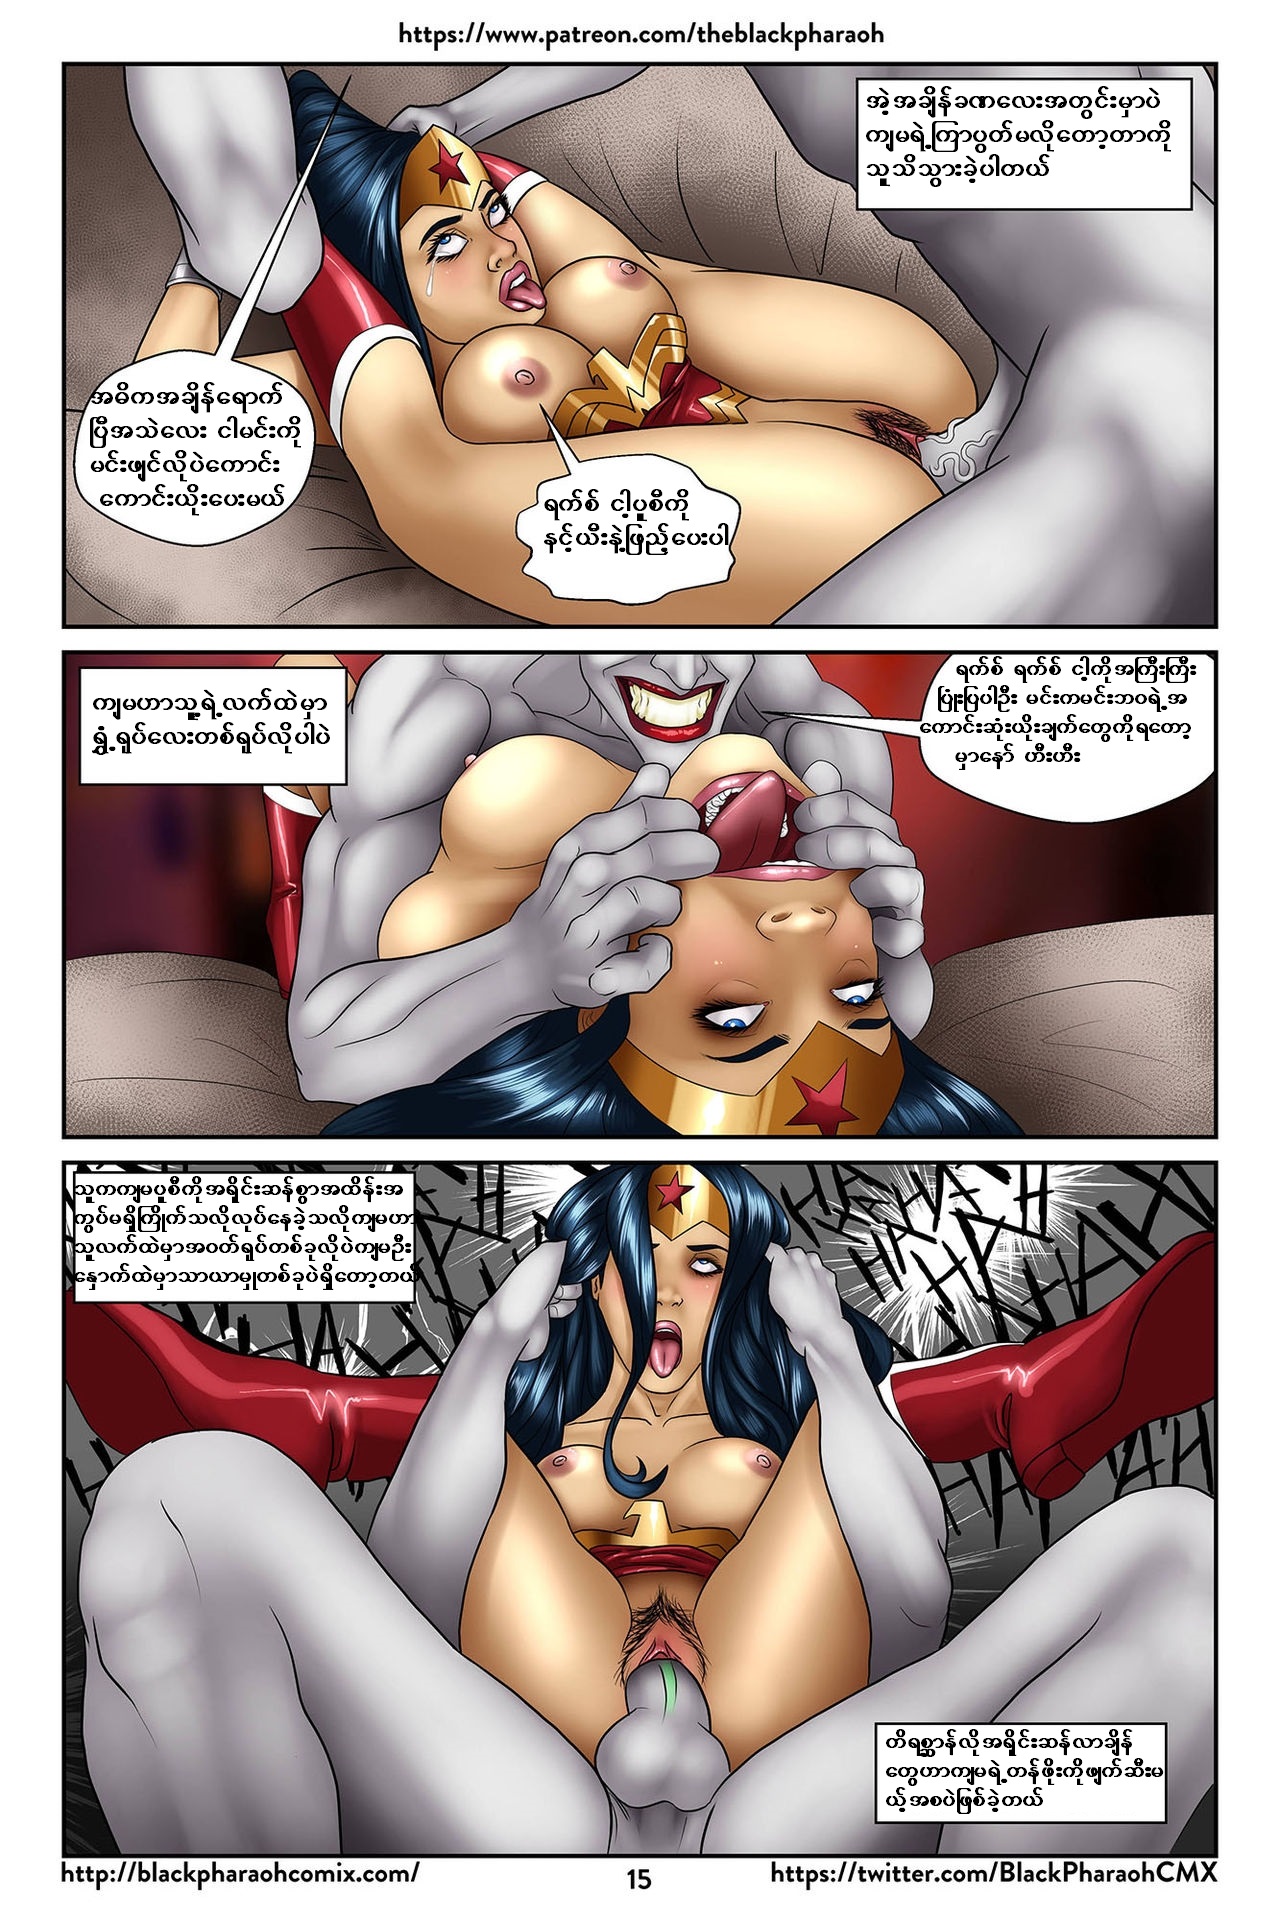 https://www.patreon.com/theblackpharaoh
အဲ့အချိန်ခဏလေးအတွင်းမှာပဲ
ကျမရဲ့ကြာပွတ်မလိုတော့တာကို
သူသိသွားခဲ့ပါတယ်
အဓိကအချိန်ရောက်
ပြီအသဲလေး ငါမင်းကို
မင်းဖျင်လိုပဲကောင်း
ကောင်းယိုးပေးမယ်
ရက်စ် ငါ့ပူစီကို
နင့်ယီးနဲ့ဖြည့်ပေးပါ
ကျမဟာသူ့ရဲ့လက်ထဲမှာ
ရွှံ့ရုပ်လေးတစ်ရုပ်လိုပါပဲ
ရက်စ် ရက်စ် ငါ့ကိုအကြီးကြီး
ပြုံးပြပါဦး မင်းကမင်းဘဝရဲ့အ
ကောင်းဆုံးယိုးချက်တွေကိုရတော့
မှာနော် ဟီးဟီး
သူကကျမပူစီကိုအရိုင်းဆန်စွာအထိန်းအ
ကွပ်မရှိကြိုက်သလိုလုပ်နေခဲ့သလိုကျမဟာ
သူ့လက်ထဲမှာအဝတ်ရုပ်တစ်ခုလိုပဲကျမဦး
နှောက်ထဲမှာသာယာမှုတစ်ခုပဲရှိတော့တယ်
တိရစ္ဆာန်လိုအရိုင်းဆန်လာချိန်
တွေဟာကျမရဲ့တန်ဖိုးကိုဖျက်ဆီးမ
ယ့်အစပဲဖြစ်ခဲ့တယ်
http://blackpharaohcomix.com/
15
https://twitter.com/BlackPharaohCMX